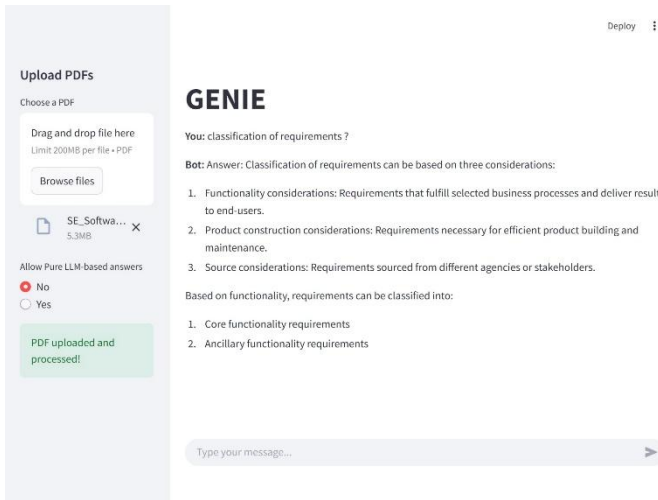 Deploy
Upload PDFs
Choose a PDF
Drag and drop file here
Limit 200MB per file • PDF
Browse files
SE_Softwa...
5.3MB
Allow Pure LLM-based answers
No
Yes
PDF uploaded and
processed!
GENIE
You: classification of requirements ?
Bot: Answer: Classification of requirements can be based on three considerations:
1. Functionality considerations: Requirements that fulfill selected business processes and deliver result
to end-users.
2. Product construction considerations: Requirements necessary for efficient product building and
maintenance.
3. Source considerations: Requirements sourced from different agencies or stakeholders.
Based on functionality, requirements can be classified into:
1. Core functionality requirements
2. Ancillary functionality requirements
Type your message...